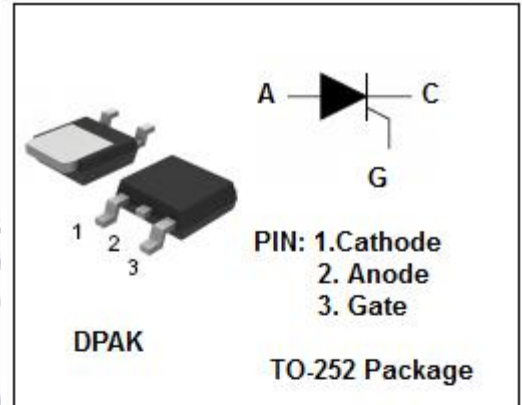 A
C
G
1
2
3
PIN: 1.Cathode
2. Anode
3. Gate
DPAK
TO-252 Package